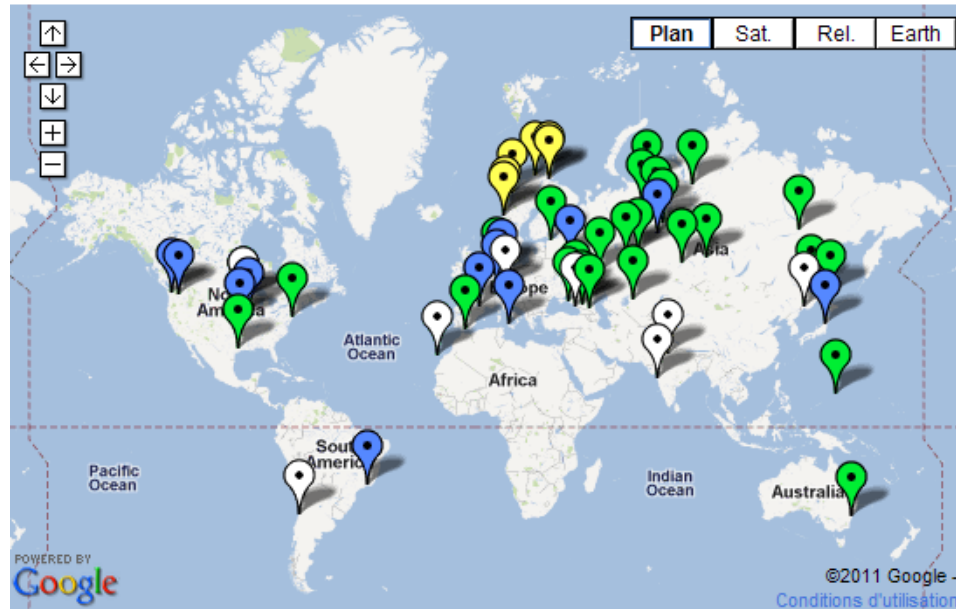 Plan
Sat.
Rel.
Earth
Asia
Atlantic
Ocean
Africa
Pacific
Ocean
Indian
Ocean
Australia
POWERED BY
Google
©2011 Google -
Conditions d'utilisation